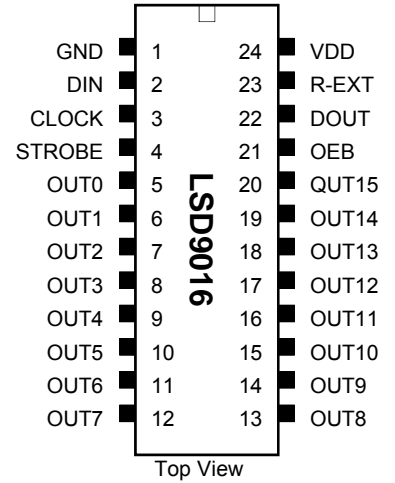 GND 1 24 VDD
DIN 2 23 R-EXT
CLOCK 3 22 DOUT
STROBE 4 21 OEB
OUT0 5 20 QUT15
OUT1 6 19 OUT14
OUT2 7 18 OUT13
OUT3 8 17 OUT12
OUT4 9 16 OUT11
OUT5 10 15 OUT10
OUT6 11 14 OUT9
OUT7 12 13 OUT8
LSD9016
Top View